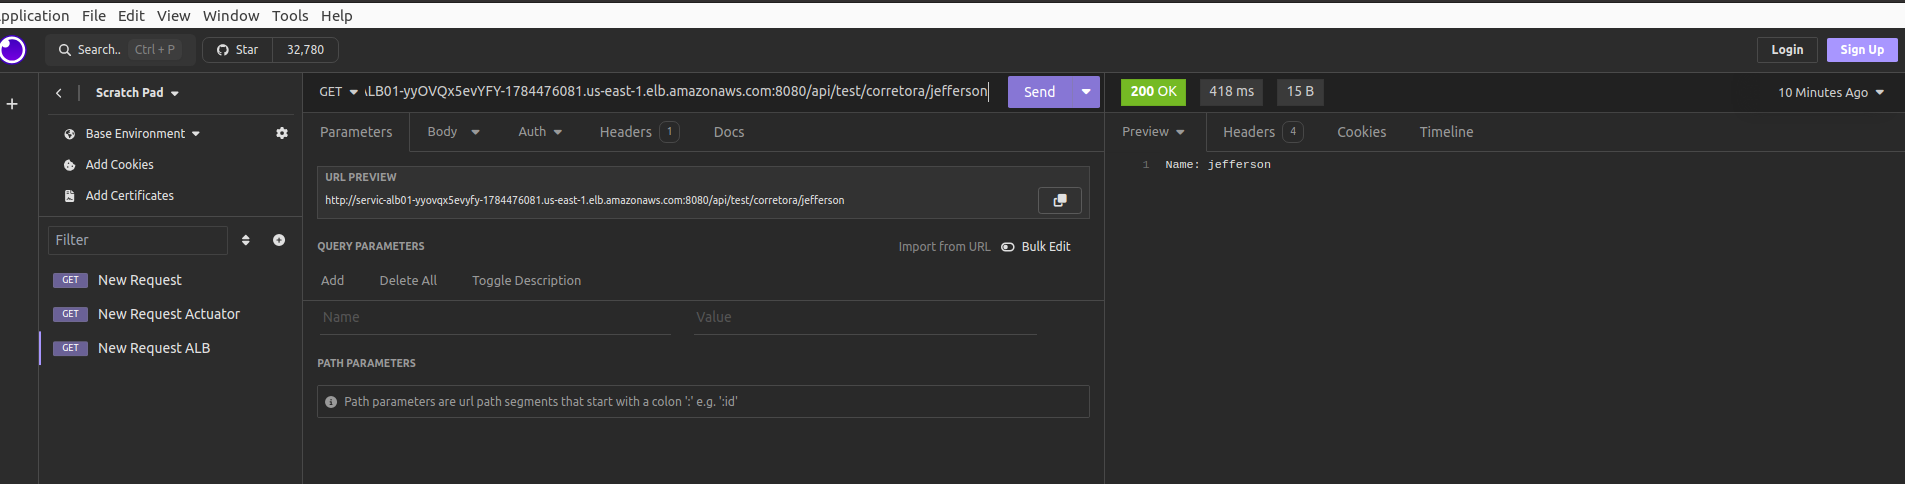 pplication File Edit View Window Tools Help
Search.. Ctrl + P Star 32,780 Login Sign Up
Scratch Pad
Base Environment
Add Cookies
Add Certificates
Filter
GET New Request
GET New Request Actuator
GET New Request ALB
GET ALB01-yyOVQx5evYFY-1784476081.us-east-1.elb.amazonaws.com:8080/api/test/corretora/jefferson Send
Parameters Body Auth Headers 1 Docs
URL PREVIEW
http://servic-alb01-yyovqx5evyfy-1784476081.us-east-1.elb.amazonaws.com:8080/api/test/corretora/jefferson
QUERY PARAMETERS Import from URL Bulk Edit
Add Delete All Toggle Description
Name Value
PATH PARAMETERS
Path parameters are url path segments that start with a colon ':' e.g. ':id'
200 OK 418 ms 15 B 10 Minutes Ago
Preview Headers 4 Cookies Timeline
1 Name: jefferson